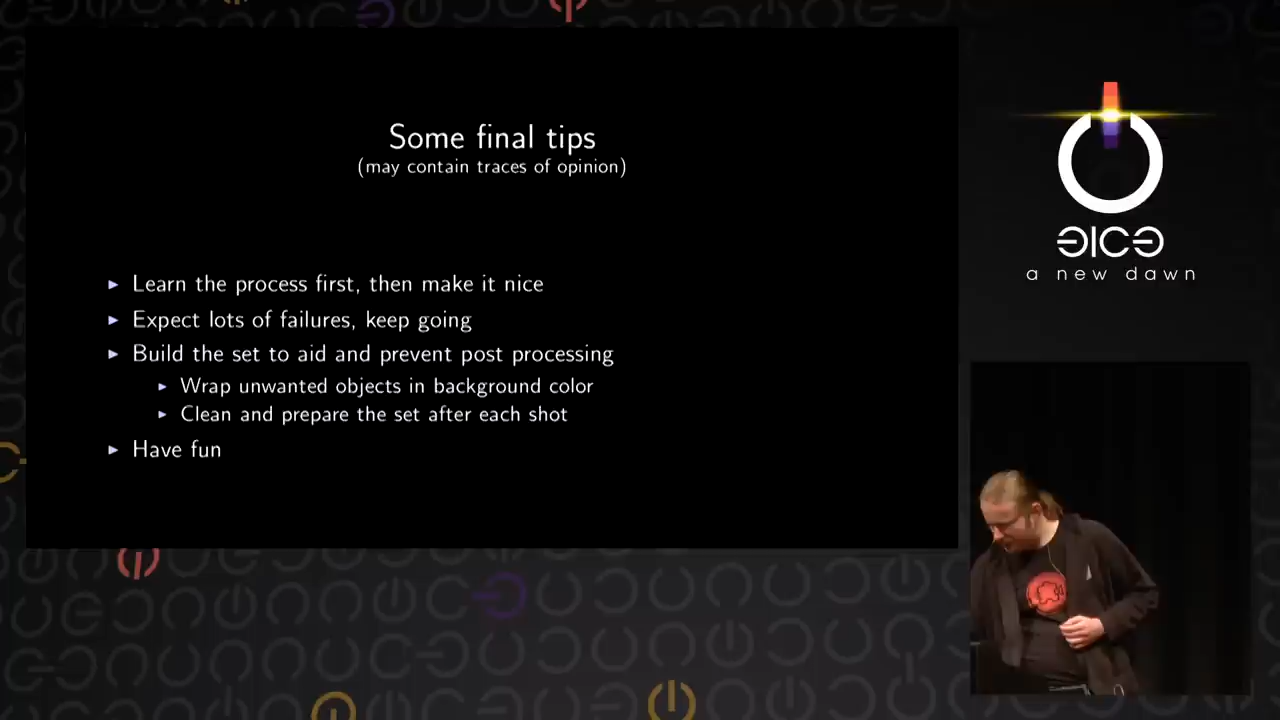 Some final tips
(may contain traces of opinion)
Learn the process first, then make it nice
Expect lots of failures, keep going
Build the set to aid and prevent post processing
Wrap unwanted objects in background color
Clean and prepare the set after each shot
Have fun
a new dawn